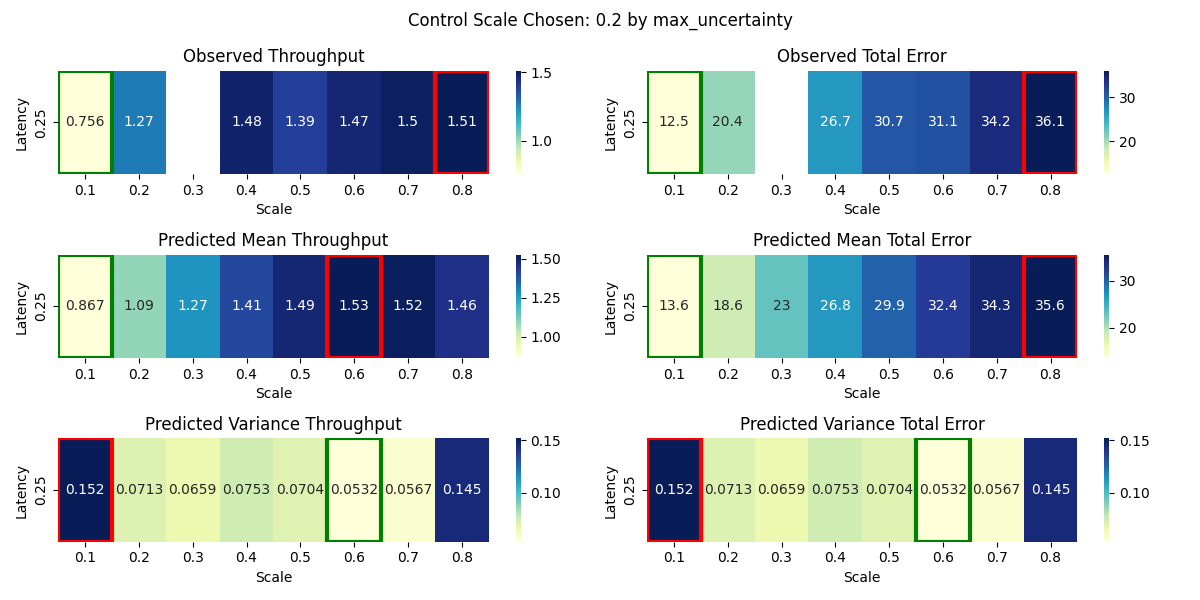 Control Scale Chosen: 0.2 by max_uncertainty
Observed Throughput
Latency
0.25
0.756 1.27 1.48 1.39 1.47 1.5 1.51
0.1 0.2 0.3 0.4 0.5 0.6 0.7 0.8
Scale
1.5
1.0
Observed Total Error
Latency
0.25
12.5 20.4 26.7 30.7 31.1 34.2 36.1
0.1 0.2 0.3 0.4 0.5 0.6 0.7 0.8
Scale
30
20
Predicted Mean Throughput
Latency
0.25
0.867 1.09 1.27 1.41 1.49 1.53 1.52 1.46
0.1 0.2 0.3 0.4 0.5 0.6 0.7 0.8
Scale
1.50
1.25
1.00
Predicted Mean Total Error
Latency
0.25
13.6 18.6 23 26.8 29.9 32.4 34.3 35.6
0.1 0.2 0.3 0.4 0.5 0.6 0.7 0.8
Scale
30
20
Predicted Variance Throughput
Latency
0.25
0.152 0.0713 0.0659 0.0753 0.0704 0.0532 0.0567 0.145
0.1 0.2 0.3 0.4 0.5 0.6 0.7 0.8
Scale
0.15
0.10
Predicted Variance Total Error
Latency
0.25
0.152 0.0713 0.0659 0.0753 0.0704 0.0532 0.0567 0.145
0.1 0.2 0.3 0.4 0.5 0.6 0.7 0.8
Scale
0.15
0.10